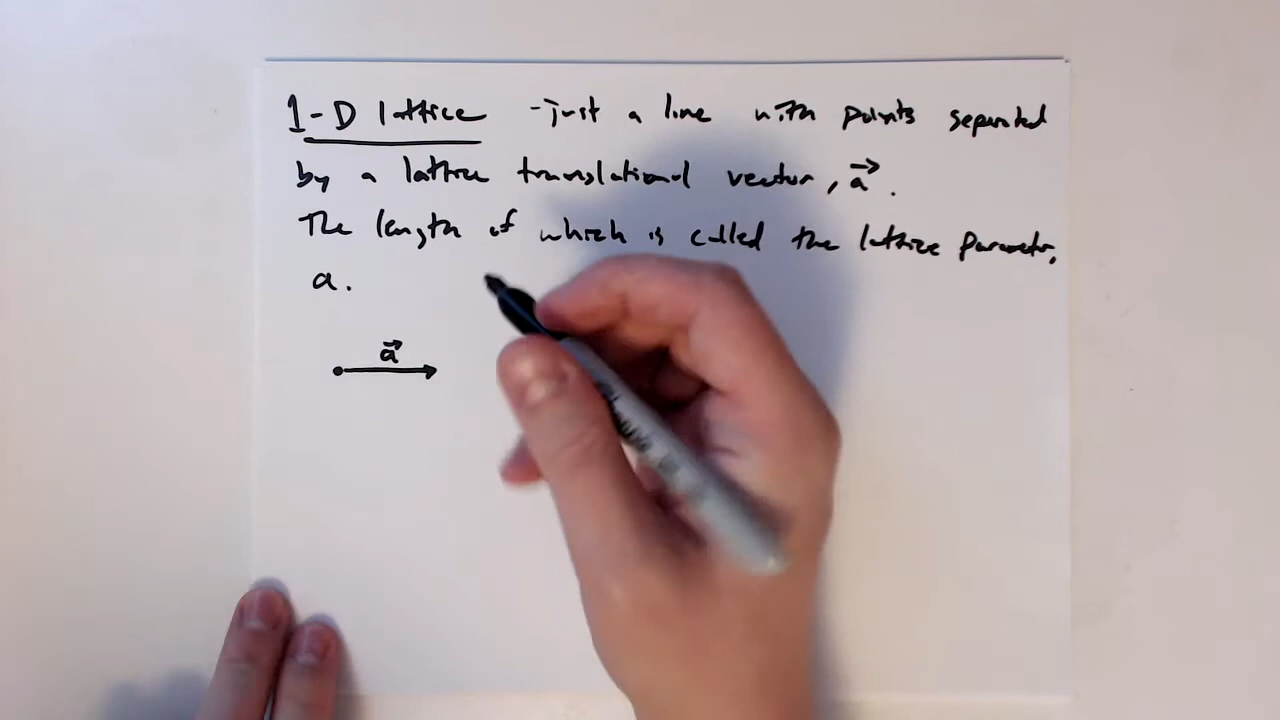 1-D lattice - just a line with points separated
by a lattice translational vector, a⃗.
The length of which is called the lattice parameter,
a.
a⃗